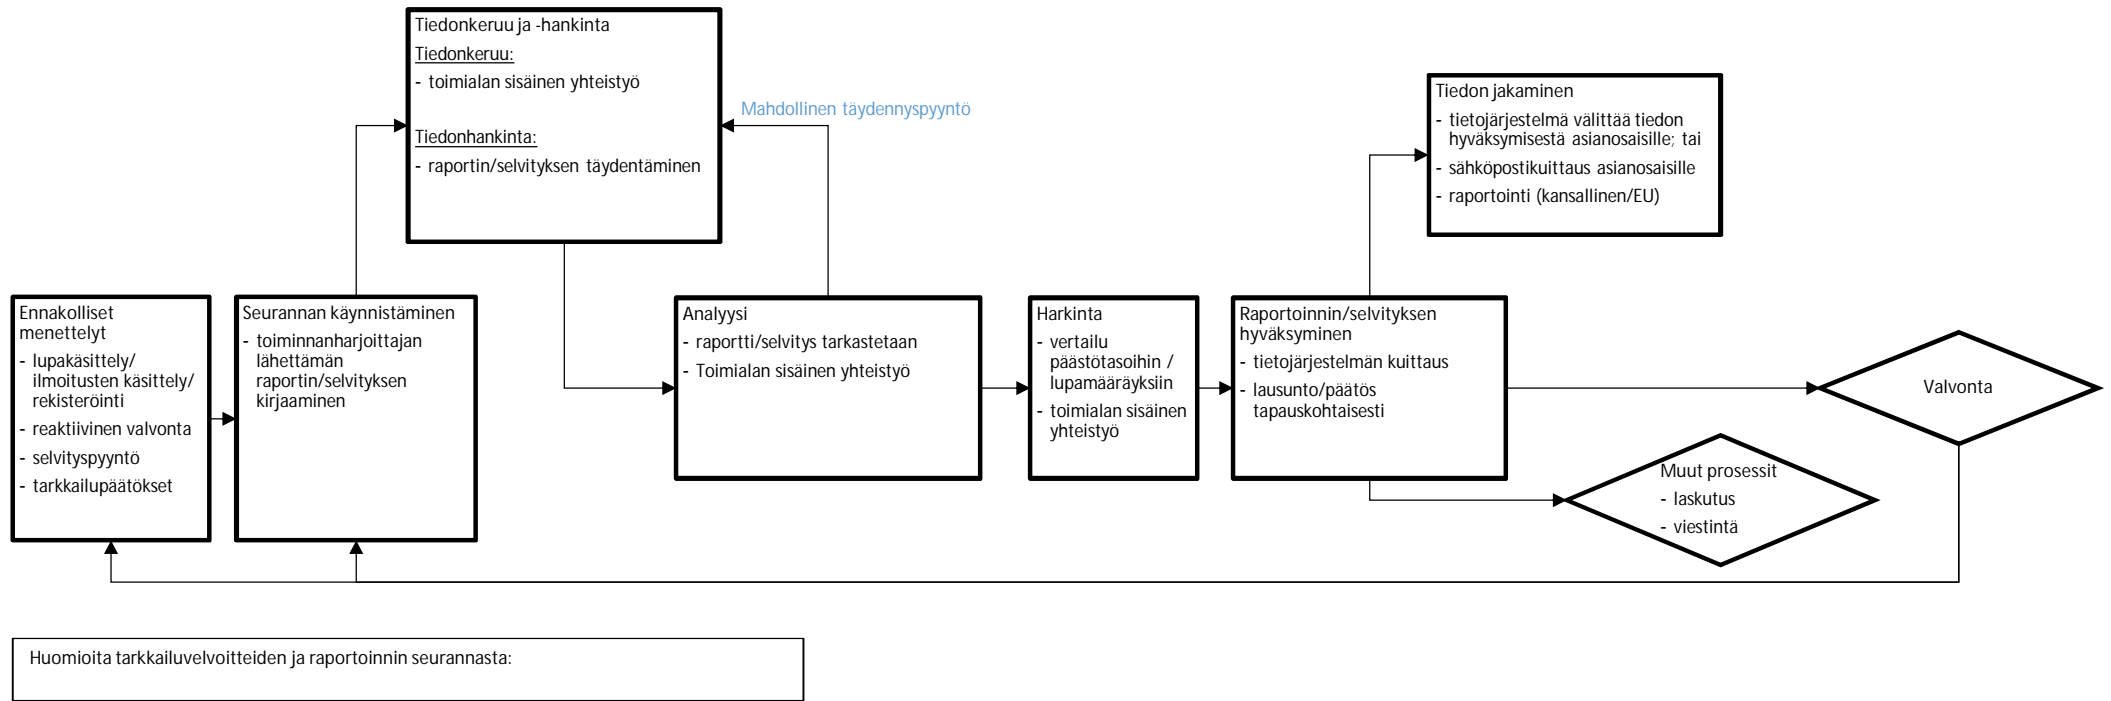 Tiedonkeruu ja -hankinta
Tiedonkeruu:
- toimialan sisäinen yhteistyö
Tiedonhankinta:
- raportin/selvityksen täydentäminen
Mahdollinen täydennyspyyntö
Tiedon jakaminen
- tietojärjestelmä välittää tiedon
hyväksymisestä asianosaisille; tai
- sähköpostikuittaus asianosaisille
- raportointi (kansallinen/EU)
Ennakolliset
menettelyt
- lupakäsittely/
ilmoitusten käsittely/
rekisteröinti
- reaktiivinen valvonta
- selvityspyyntö
- tarkkailupäätökset
Seurannan käynnistäminen
- toiminnanharjoittajan
lähettämän
raportin/selvityksen
kirjaaminen
Analyysi
- raportti/selvitys tarkastetaan
- Toimialan sisäinen yhteistyö
Harkinta
- vertailu
päästötasoihin /
lupamääräyksiin
- toimialan sisäinen
yhteistyö
Raportoinnin/selvityksen
hyväksyminen
- tietojärjestelmän kuittaus
- lausunto/päätös
tapauskohtaisesti
Valvonta
Muut prosessit
- laskutus
- viestintä
Huomioita tarkkailuvelvoitteiden ja raportoinnin seurannasta: